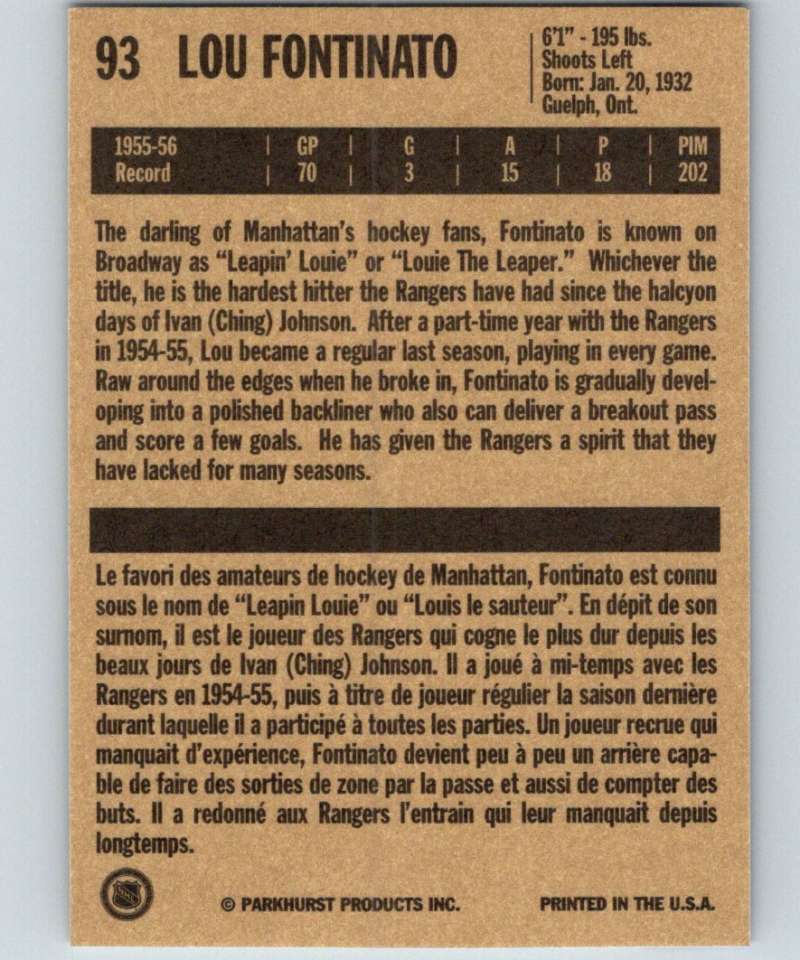 93 LOU FONTINATO
6'1" - 195 lbs.
Shoots Left
Born: Jan. 20, 1932
Guelph, Ont.
1955-56 | GP | G | A | P | PIM
Record | 70 | 3 | 15 | 18 | 202
The darling of Manhattan's hockey fans, Fontinato is known on
Broadway as “Leapin’ Louie” or “Louie The Leaper.” Whichever the
title, he is the hardest hitter the Rangers have had since the halcyon
days of Ivan (Ching) Johnson. After a part-time year with the Rangers
in 1954-55, Lou became a regular last season, playing in every game.
Raw around the edges when he broke in, Fontinato is gradually devel-
oping into a polished backliner who also can deliver a breakout pass
and score a few goals. He has given the Rangers a spirit that they
have lacked for many seasons.
Le favori des amateurs de hockey de Manhattan, Fontinato est connu
sous le nom de “Leapin Louie” ou “Louis le sauteur”. En dépit de son
surnom, il est le joueur des Rangers qui cogne le plus dur depuis les
beaux jours de Ivan (Ching) Johnson. Il a joué à mi-temps avec les
Rangers en 1954-55, puis à titre de joueur régulier la saison dernière
durant laquelle il a participé à toutes les parties. Un joueur recrue qui
manquait d’expérience, Fontinato devient peu à peu un arrière capa-
ble de faire des sorties de zone par la passe et aussi de compter des
buts. Il a redonné aux Rangers l’entrain qui leur manquait depuis
longtemps.
NHL
© PARKHURST PRODUCTS INC.
PRINTED IN THE U.S.A.